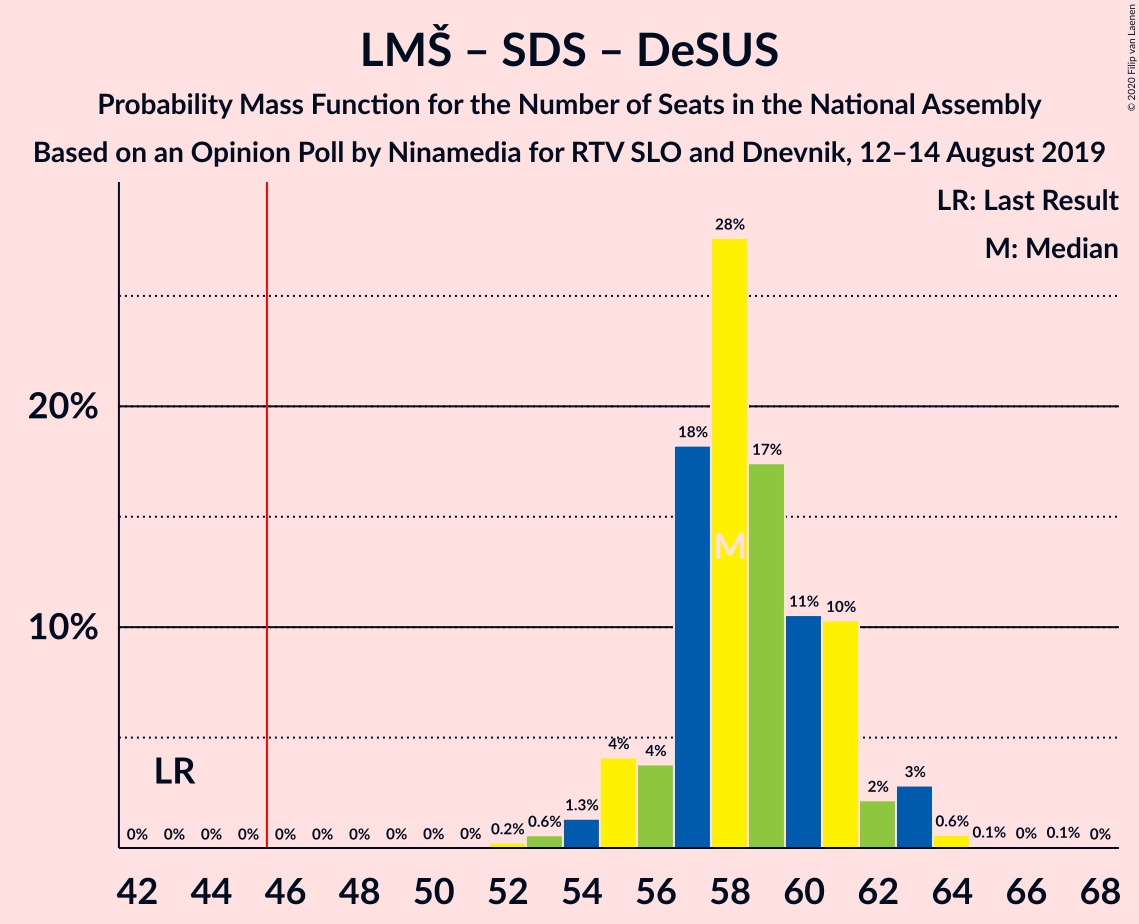 LMŠ – SDS – DeSUS
Probability Mass Function for the Number of Seats in the National Assembly
Based on an Opinion Poll by Ninamedia for RTV SLO and Dnevnik, 12–14 August 2019
© 2020 Filip van Laenen
LR: Last Result
M: Median
28%
20%
18%
17%
M
11%
10%
10%
LR
4%
4%
3%
2%
1.3%
0.6%
0.6%
0.2%
0.1%
0.1%
0% 0% 0% 0% 0% 0% 0% 0% 0% 0% 0% 0%
42 44 46 48 50 52 54 56 58 60 62 64 66 68